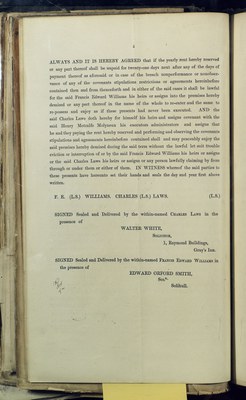 4
ALWAYS AND IT IS HEREBY AGREED that if the yearly rent hereby reserved
or any part thereof shall be unpaid for twenty-one days next after any of the days of
payment thereof as aforesaid or in case of the breach nonperformance or nonobser-
vance of any of the covenants stipulations restrictions or agreements hereinbefore
contained then and from thenceforth and in either of the said cases it shall be lawful
for the said Francis Edward Williams his heirs or assigns into the premises hereby
demised or any part thereof in the name of the whole to re-enter and the same to
re-possess and enjoy as if these presents had never been executed. AND the
said Charles Laws doth hereby for himself his heirs and assigns covenant with the
said Henry Metcalfe his executors administrators and assigns that
he and they paying the rent hereby reserved and performing and observing the covenants
stipulations and agreements hereinbefore contained shall and may peaceably enjoy the
said premises hereby demised during the said term without the lawful let suit trouble
eviction or interruption of or by the said Francis Edward Williams his heirs or assigns
or the said Charles Laws his heirs or assigns or any person lawfully claiming by from
through or under them or either of them. IN WITNESS whereof the said parties to
these presents have hereunto set their hands and seals the day and year first above
written.
F. E. (L.S.) WILLIAMS. CHARLES (L.S.) LAWS. (L.S.)
SIGNED Sealed and Delivered by the within-named CHARLES LAWS in the
presence of
WALTER WHITE,
Solicitor,
1, Raymond Buildings,
Gray's Inn.
SIGNED Sealed and Delivered by the within-named FRANCIS EDWARD WILLIAMS in
the presence of
EDWARD ORFORD SMITH,
Solr.
Solihull.